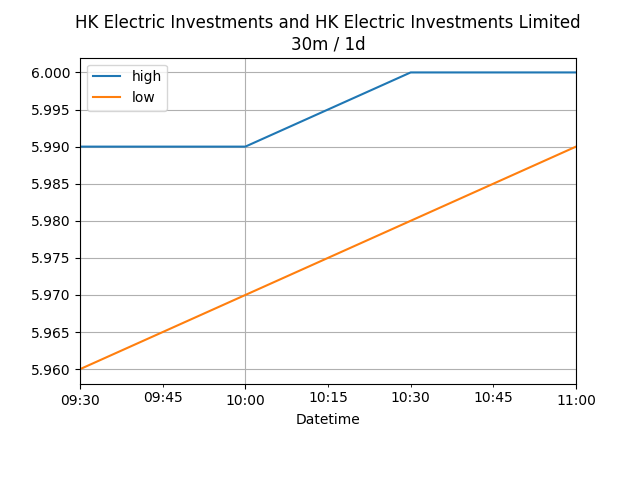 HK Electric Investments and HK Electric Investments Limited
30m / 1d
high
low
6.000
5.995
5.990
5.985
5.980
5.975
5.970
5.965
5.960
09:30 09:45 10:00 10:15 10:30 10:45 11:00
Datetime